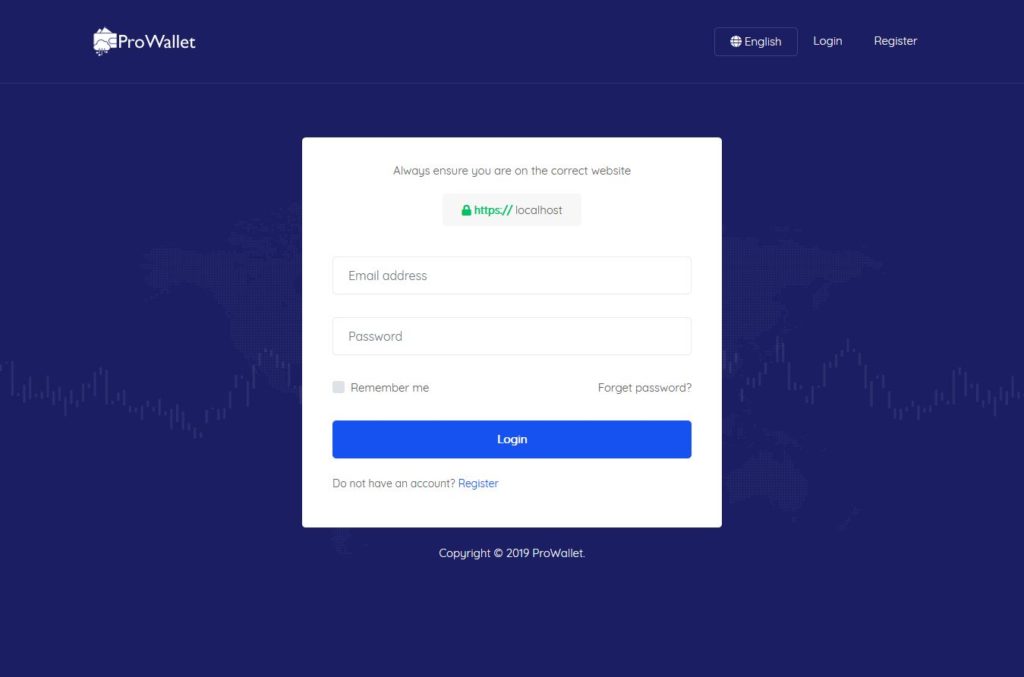 ProWallet
English Login Register
Always ensure you are on the correct website
https:// localhost
Email address
Password
Remember me Forget password?
Login
Do not have an account? Register
Copyright © 2019 ProWallet.